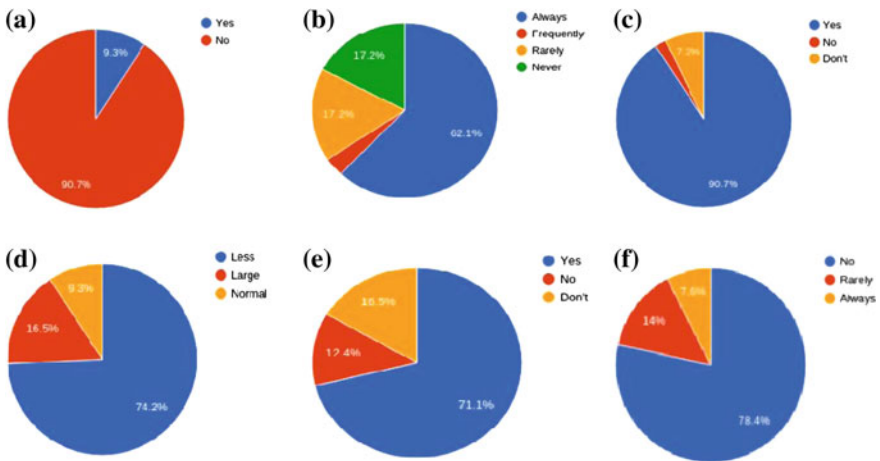 (a)
Yes
No
9.3%
90.7%
(b)
Always
Frequently
Rarely
Never
17.2%
17.2%
62.1%
(c)
Yes
No
Don't
7.2%
90.7%
(d)
Less
Large
Normal
9.3%
16.5%
74.2%
(e)
Yes
No
Don't
16.5%
12.4%
71.1%
(f)
No
Rarely
Always
7.6%
14%
78.4%